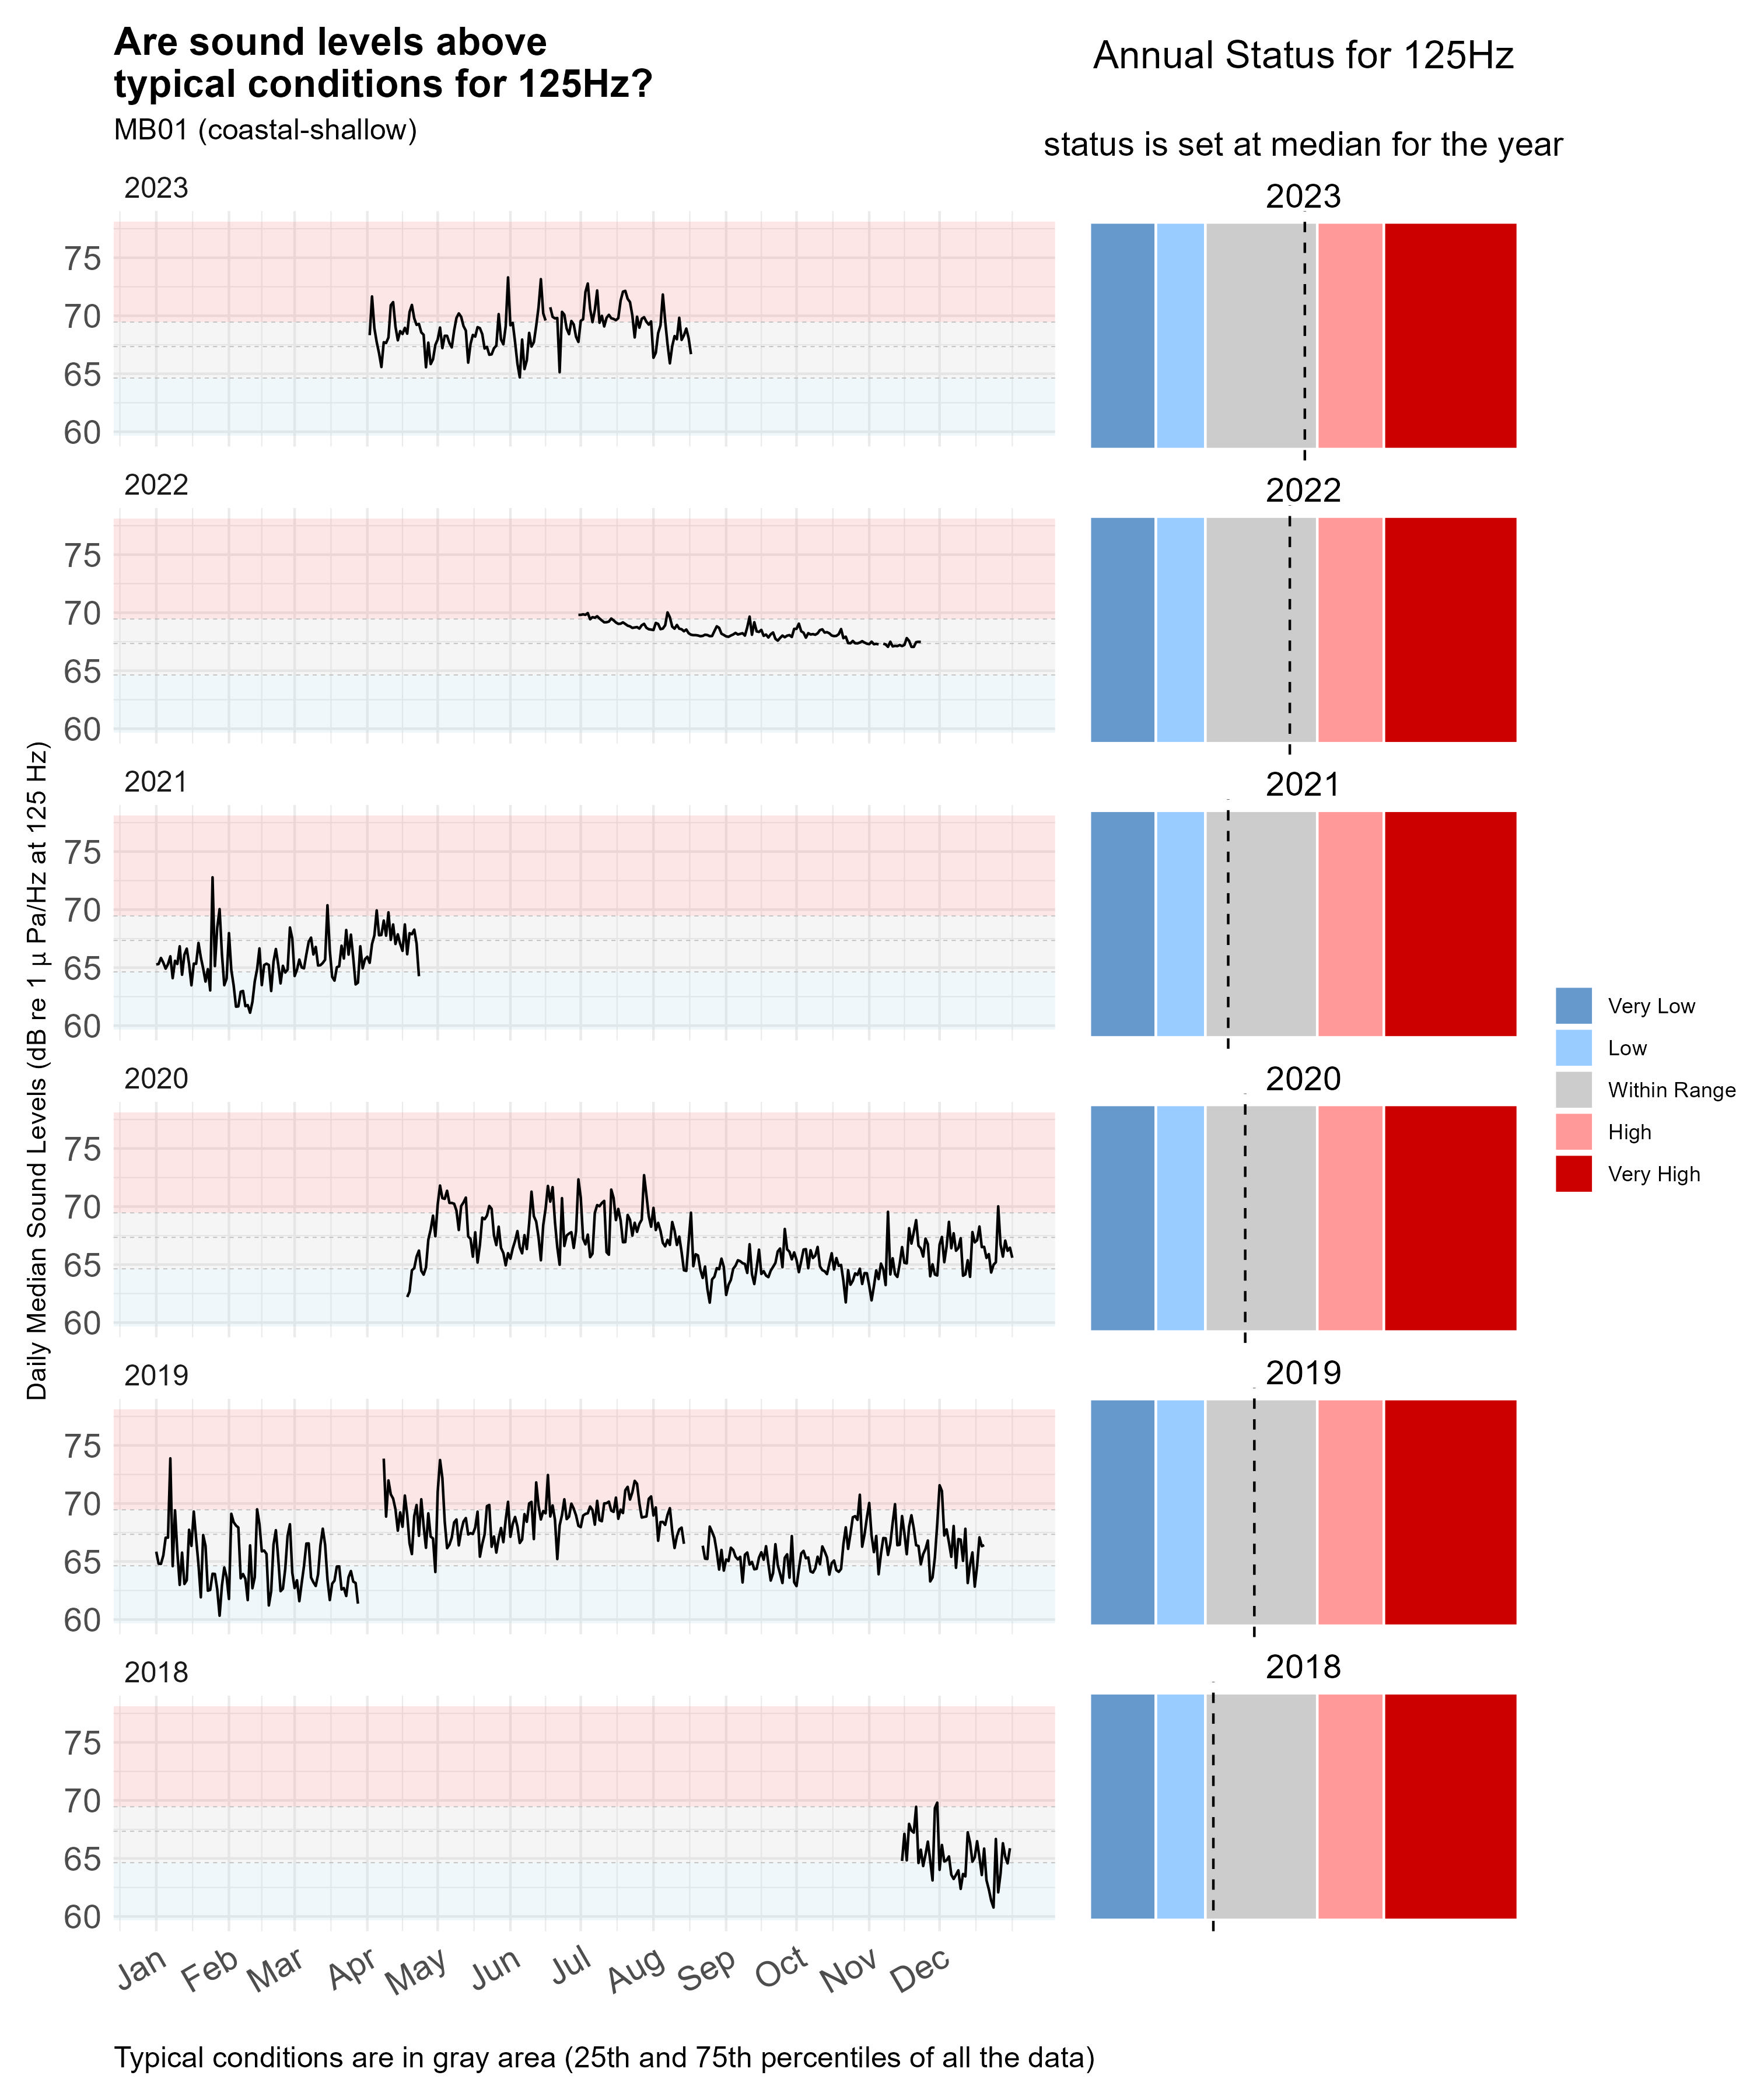 Are sound levels above
typical conditions for 125Hz?
MB01 (coastal-shallow)
Annual Status for 125Hz
status is set at median for the year
Daily Median Sound Levels (dB re 1 µ Pa/Hz at 125 Hz)
2023
75
70
65
60
2023
2022
75
70
65
60
2022
2021
75
70
65
60
2021
2020
75
70
65
60
2020
2019
75
70
65
60
2019
2018
75
70
65
60
2018
Jan Feb Mar Apr May Jun Jul Aug Sep Oct Nov Dec
Very Low
Low
Within Range
High
Very High
Typical conditions are in gray area (25th and 75th percentiles of all the data)